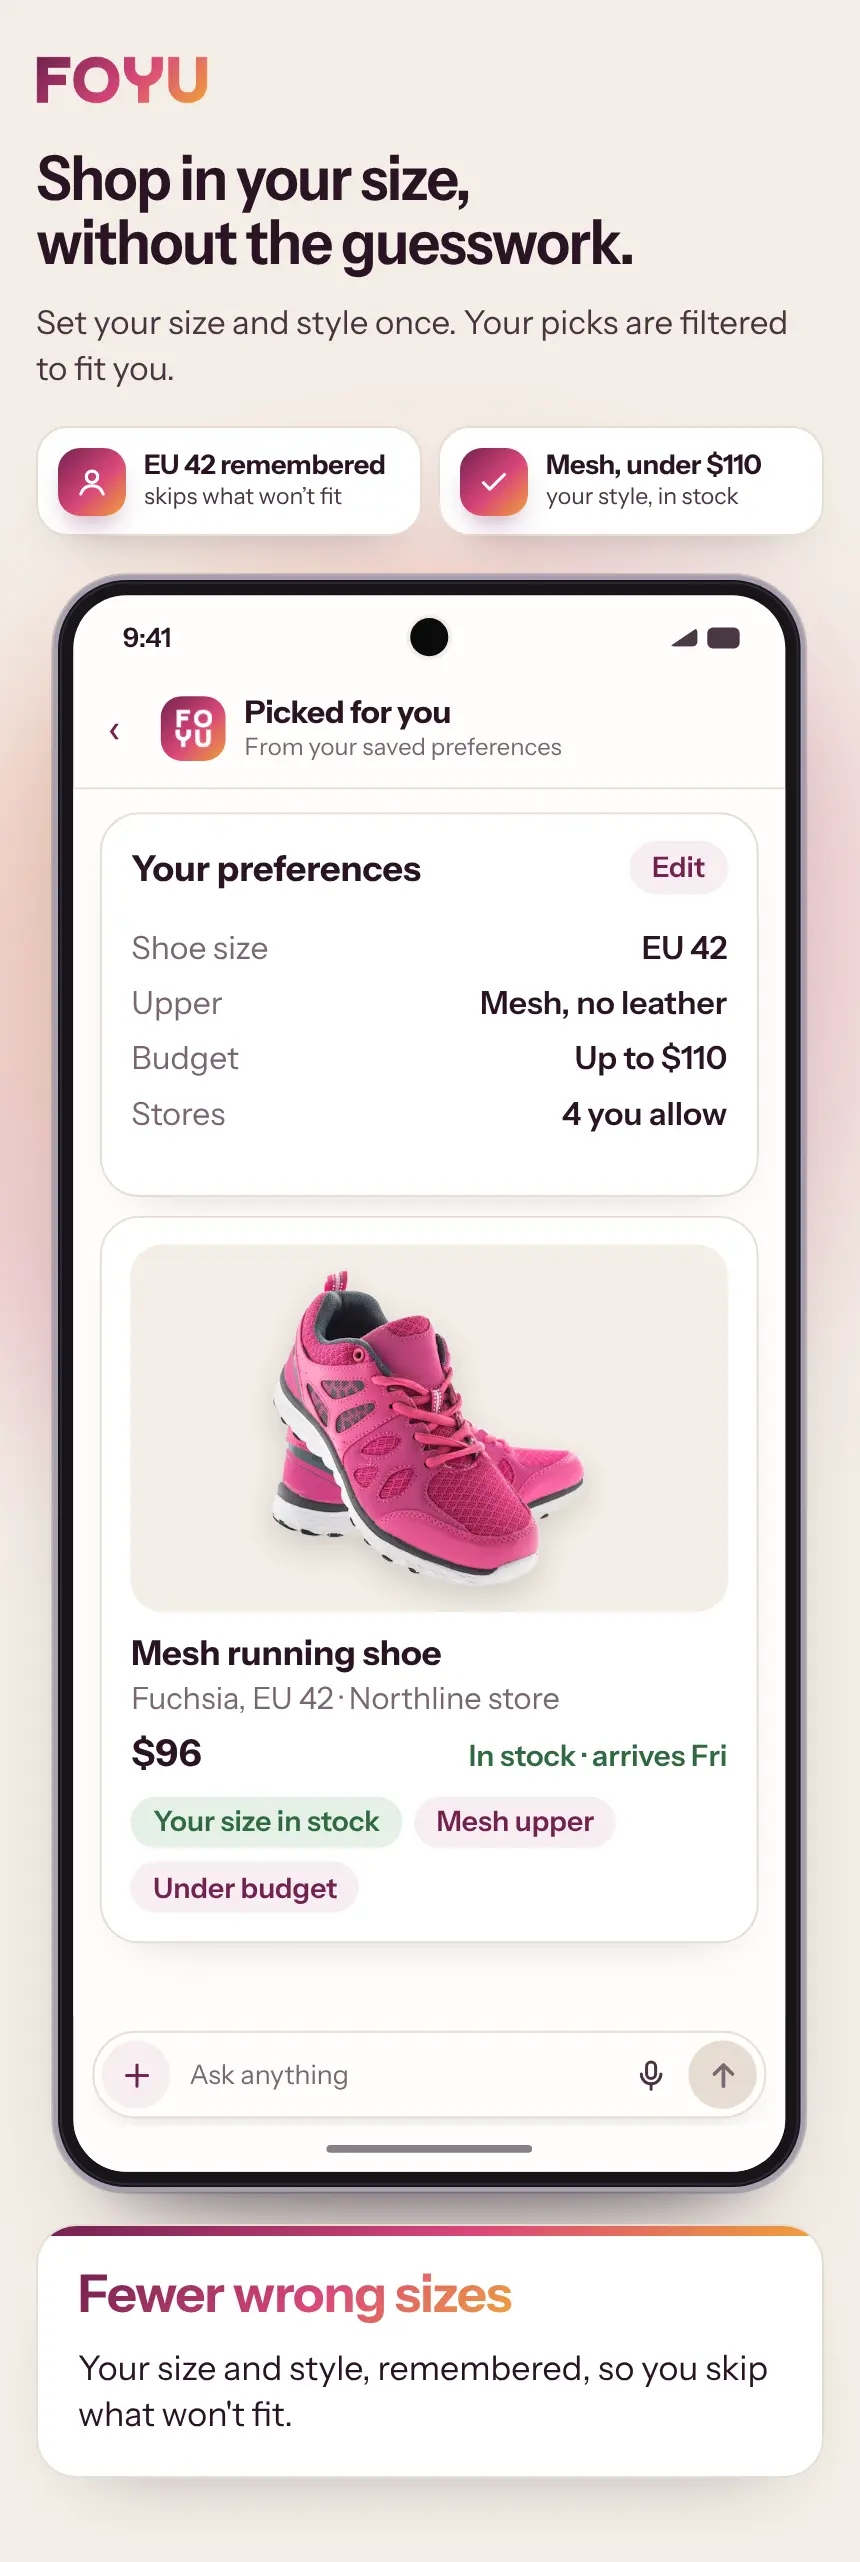 FOYU
Shop in your size,
without the guesswork.
Set your size and style once. Your picks are filtered
to fit you.
EU 42 remembered
skips what won’t fit
Mesh, under $110
your style, in stock
9:41
FO
YU
Picked for you
From your saved preferences
Your preferences
Edit
Shoe size
EU 42
Upper
Mesh, no leather
Budget
Up to $110
Stores
4 you allow
Mesh running shoe
Fuchsia, EU 42 · Northline store
$96
In stock · arrives Fri
Your size in stock
Mesh upper
Under budget
Ask anything
Fewer wrong sizes
Your size and style, remembered, so you skip
what won't fit.